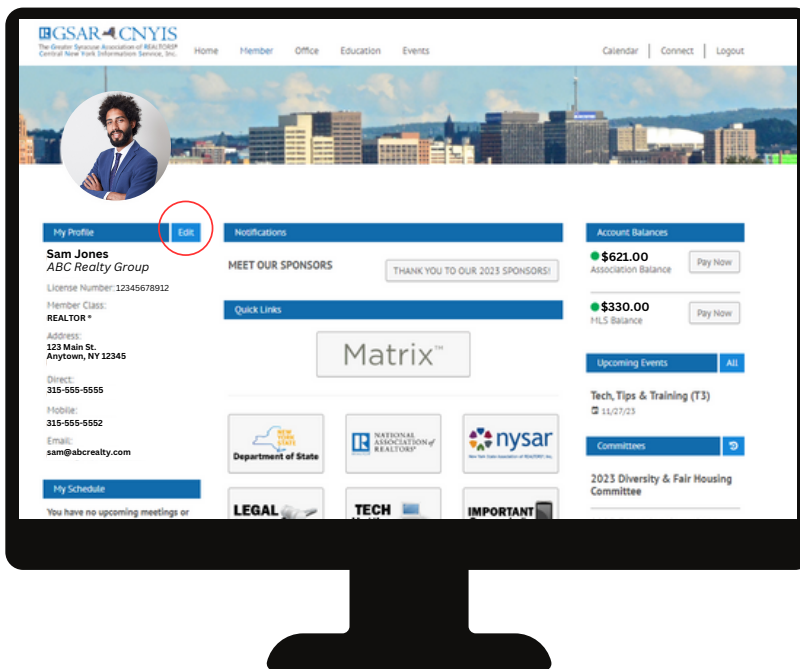 GSAR CNYIS
The Greater Syracuse Association of REALTORS®
Central New York Information Service, Inc.
Home Member Office Education Events
Calendar | Connect | Logout
My Profile Edit
Sam Jones
ABC Realty Group
License Number:12345678912
Member Class:
REALTOR ®
Address:
123 Main St.
Anytown, NY 12345
Direct:
315-555-5555
Mobile:
315-555-5552
Email:
sam@abcrealty.com
My Schedule
You have no upcoming meetings or
Notifications
MEET OUR SPONSORS
THANK YOU TO OUR 2023 SPONSORS!
Quick Links
Matrix™
NEW
YORK
STATE
Department of State
R
REALTOR
NATIONAL
ASSOCIATION of
REALTORS®
nysar
New York State Association of REALTORS®, Inc.
LEGAL
TECH
IMPORTANT
Account Balances
$621.00
Association Balance
Pay Now
$330.00
MLS Balance
Pay Now
Upcoming Events All
Tech, Tips & Training (T3)
11/27/23
Committees
2023 Diversity & Fair Housing
Committee